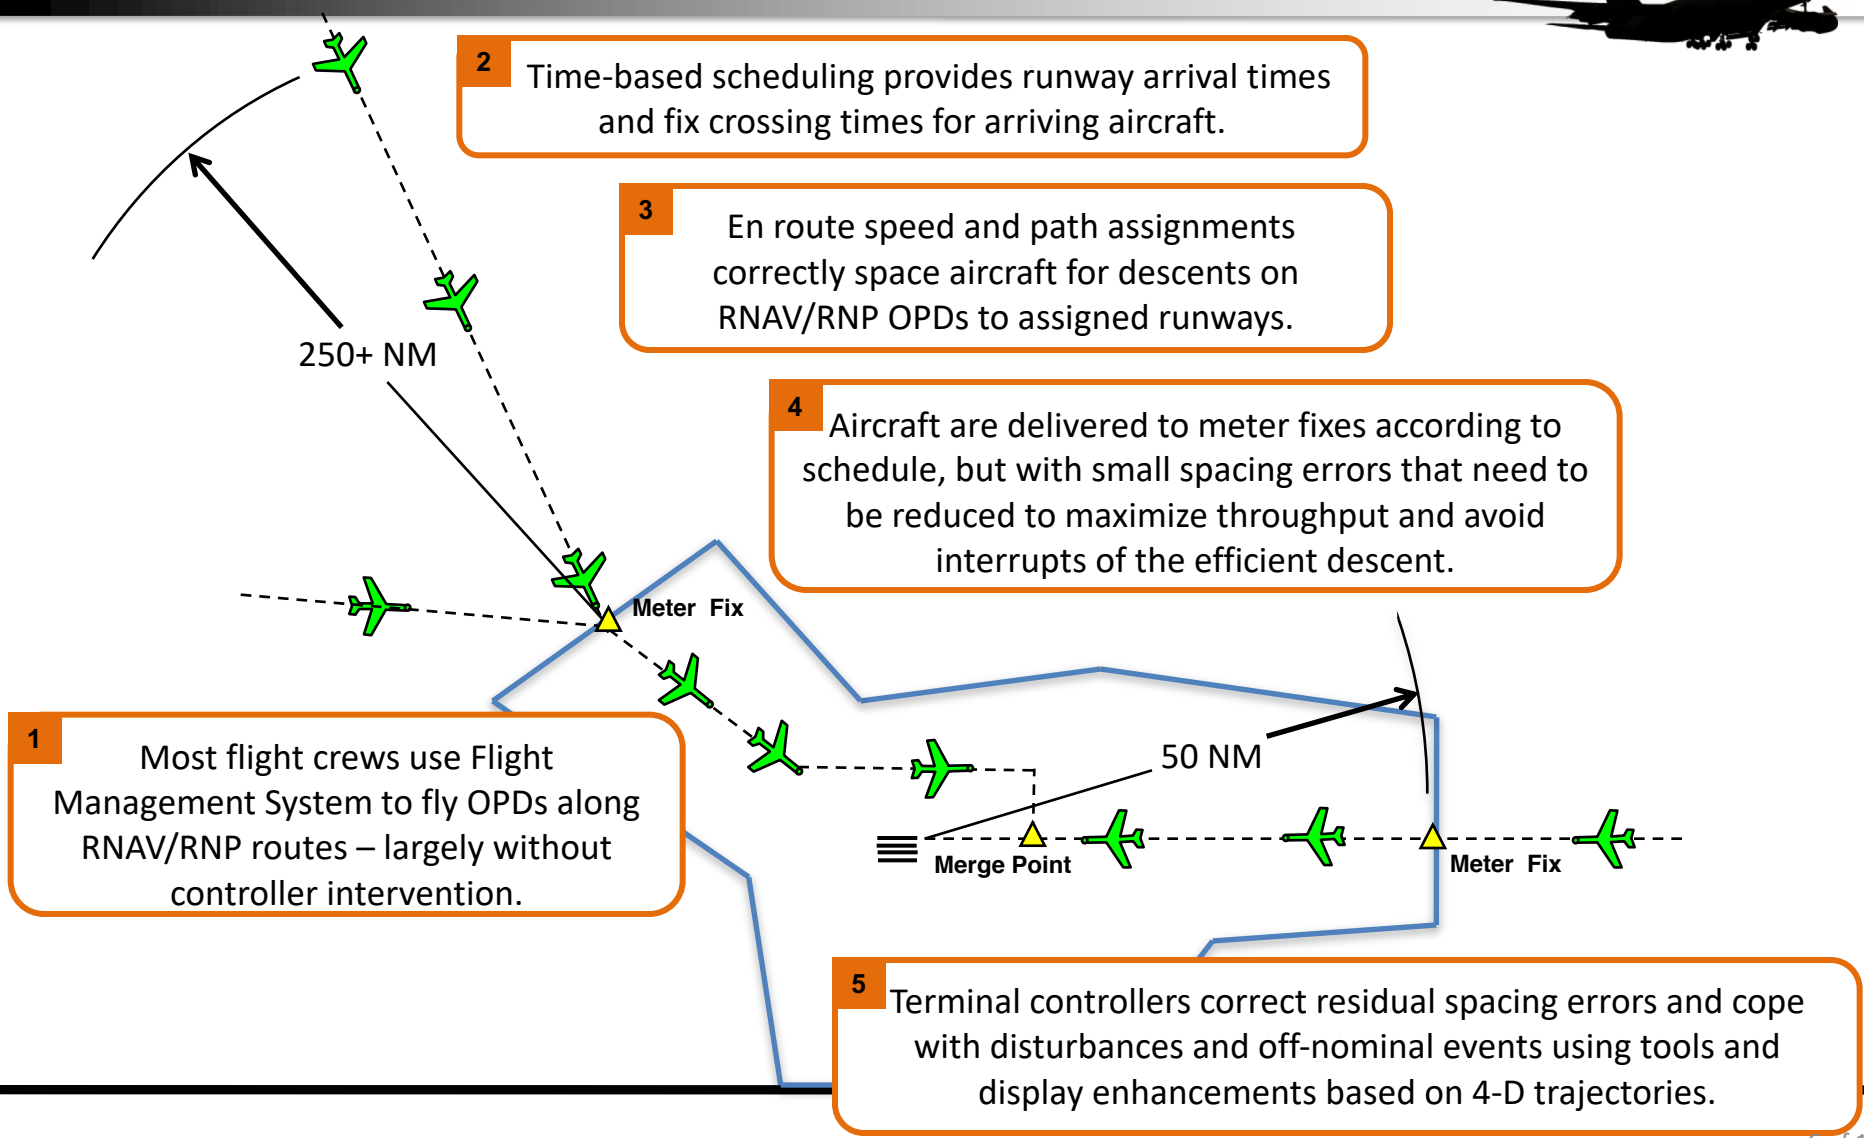 2
Time-based scheduling provides runway arrival times
and fix crossing times for arriving aircraft.
3
En route speed and path assignments
correctly space aircraft for descents on
RNAV/RNP OPDs to assigned runways.
250+ NM
4
Aircraft are delivered to meter fixes according to
schedule, but with small spacing errors that need to
be reduced to maximize throughput and avoid
interrupts of the efficient descent.
Meter Fix
1
Most flight crews use Flight
Management System to fly OPDs along
RNAV/RNP routes – largely without
controller intervention.
50 NM
Merge Point
Meter Fix
5
Terminal controllers correct residual spacing errors and cope
with disturbances and off-nominal events using tools and
display enhancements based on 4-D trajectories.